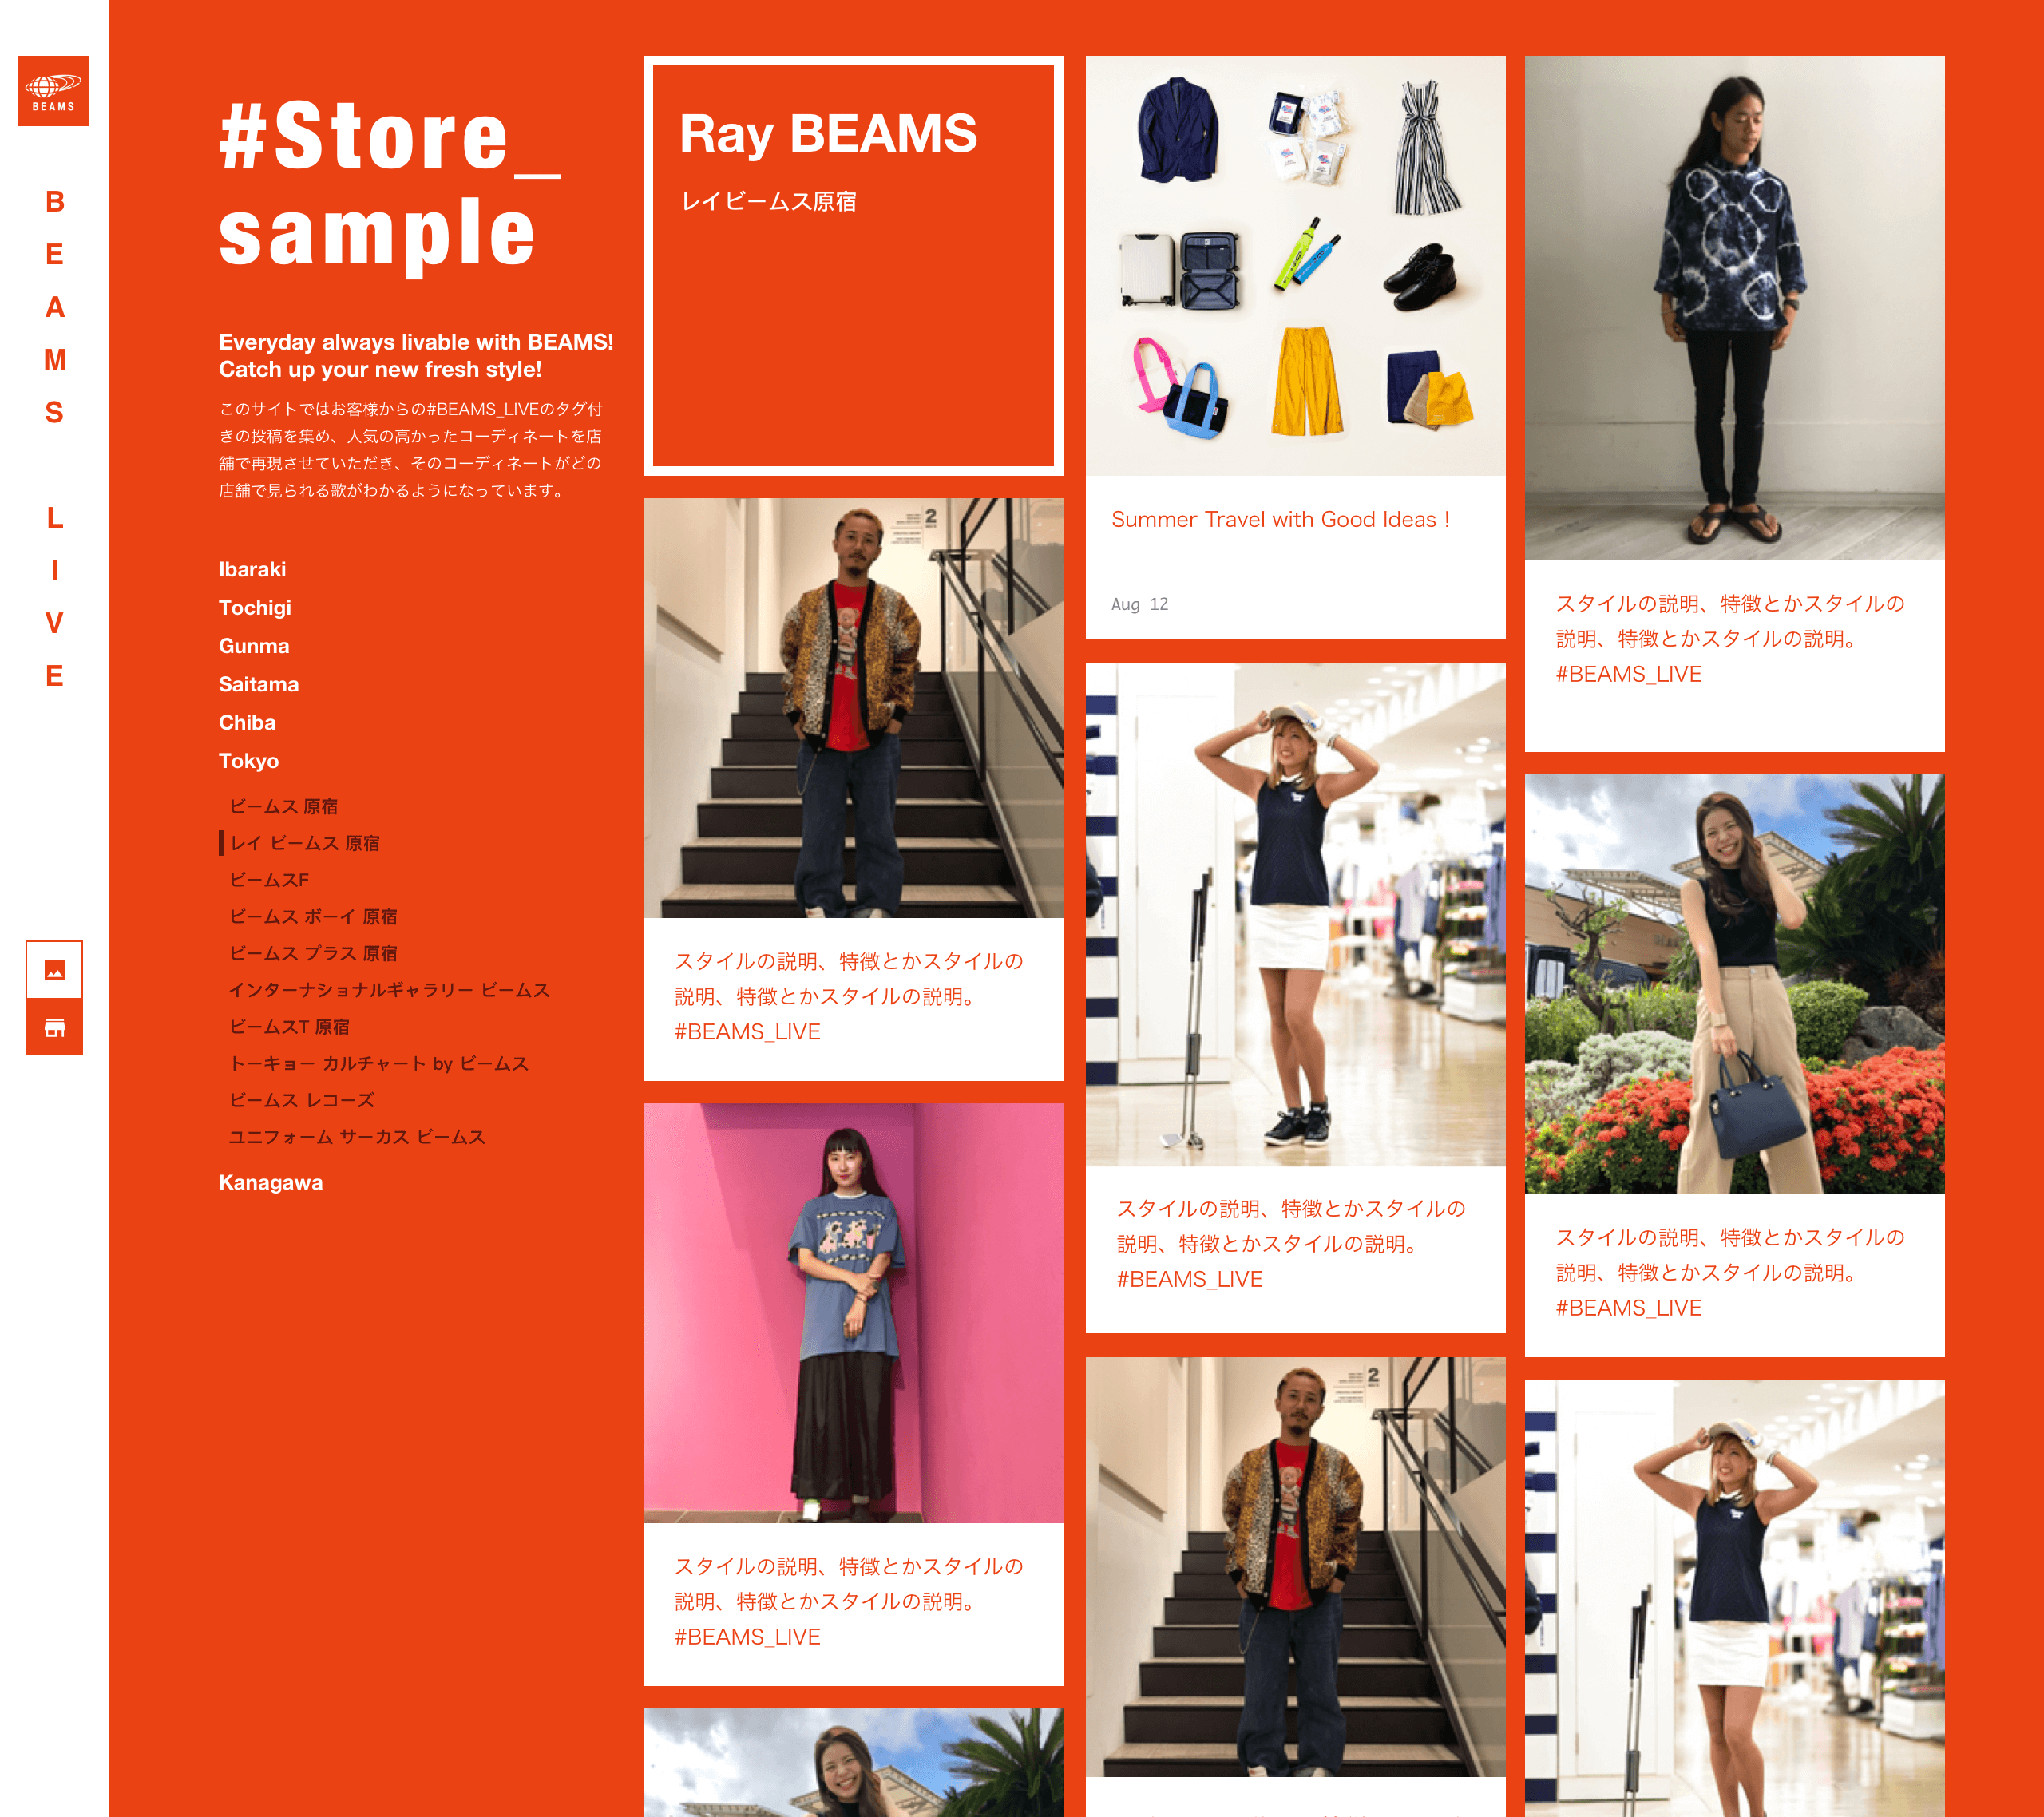 BEAMS
BEAMS LIVE
#Store_
sample
Everyday always livable with BEAMS!
Catch up your new fresh style!
このサイトではお客様からの#BEAMS_LIVEのタグ付
きの投稿を集め、人気の高かったコーディネートを店
舗で再現させていただき、そのコーディネートがどの
店舗で見られる歌がわかるようになっています。
Ibaraki
Tochigi
Gunma
Saitama
Chiba
Tokyo
ビームス 原宿
レイ ビームス 原宿
ビームスF
ビームス ボーイ 原宿
ビームス プラス 原宿
インターナショナルギャラリー ビームス
ビームスT 原宿
トーキョー カルチャート by ビームス
ビームス レコーズ
ユニフォーム サーカス ビームス
Kanagawa
Ray BEAMS
レイビームス原宿
2
スタイルの説明、特徴とかスタイルの
説明、特徴とかスタイルの説明。
#BEAMS_LIVE
スタイルの説明、特徴とかスタイルの
説明、特徴とかスタイルの説明。
#BEAMS_LIVE
Summer Travel with Good Ideas !
Aug 12
スタイルの説明、特徴とかスタイルの
説明、特徴とかスタイルの説明。
#BEAMS_LIVE
2
スタイルの説明、特徴とかスタイルの
説明、特徴とかスタイルの説明。
#BEAMS_LIVE
スタイルの説明、特徴とかスタイルの
説明、特徴とかスタイルの説明。
#BEAMS_LIVE